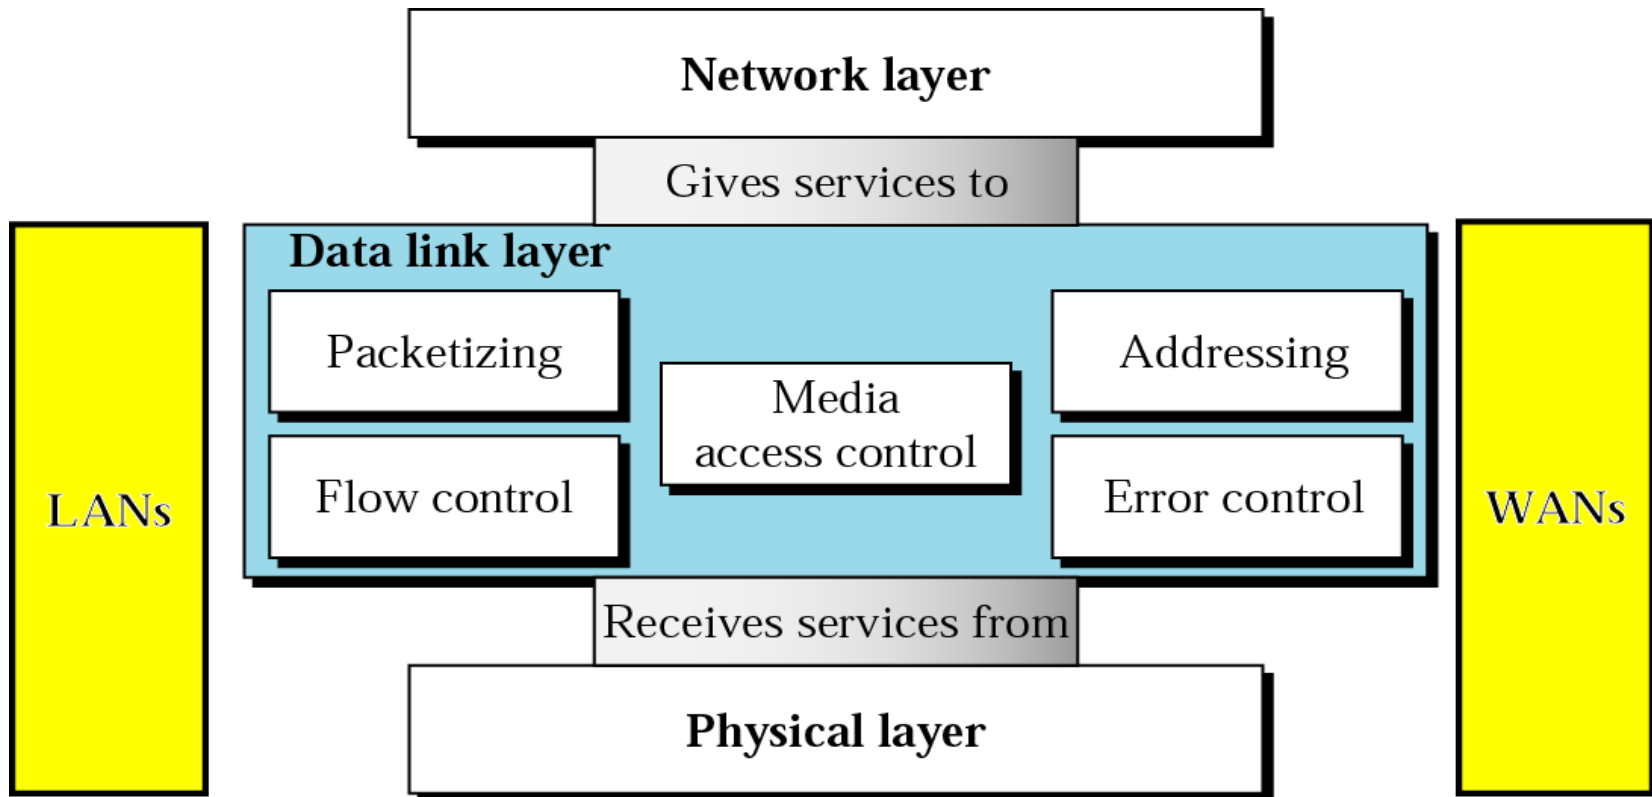 Network layer
Gives services to
Data link layer
Packetizing
Addressing
Media
access control
Flow control
Error control
LANs
WANs
Receives services from
Physical layer